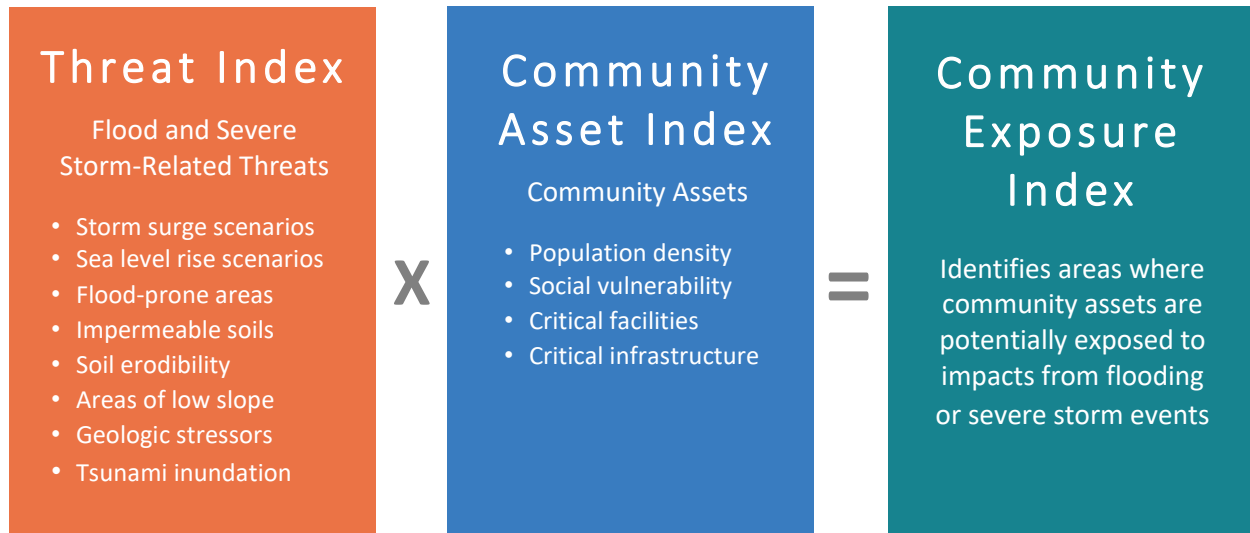 Threat Index
Flood and Severe
Storm-Related Threats
• Storm surge scenarios
• Sea level rise scenarios
• Flood-prone areas
• Impermeable soils
• Soil erodibility
• Areas of low slope
• Geologic stressors
• Tsunami inundation
X
Community
Asset Index
Community Assets
• Population density
• Social vulnerability
• Critical facilities
• Critical infrastructure
=
Community
Exposure
Index
Identifies areas where
community assets are
potentially exposed to
impacts from flooding
or severe storm events